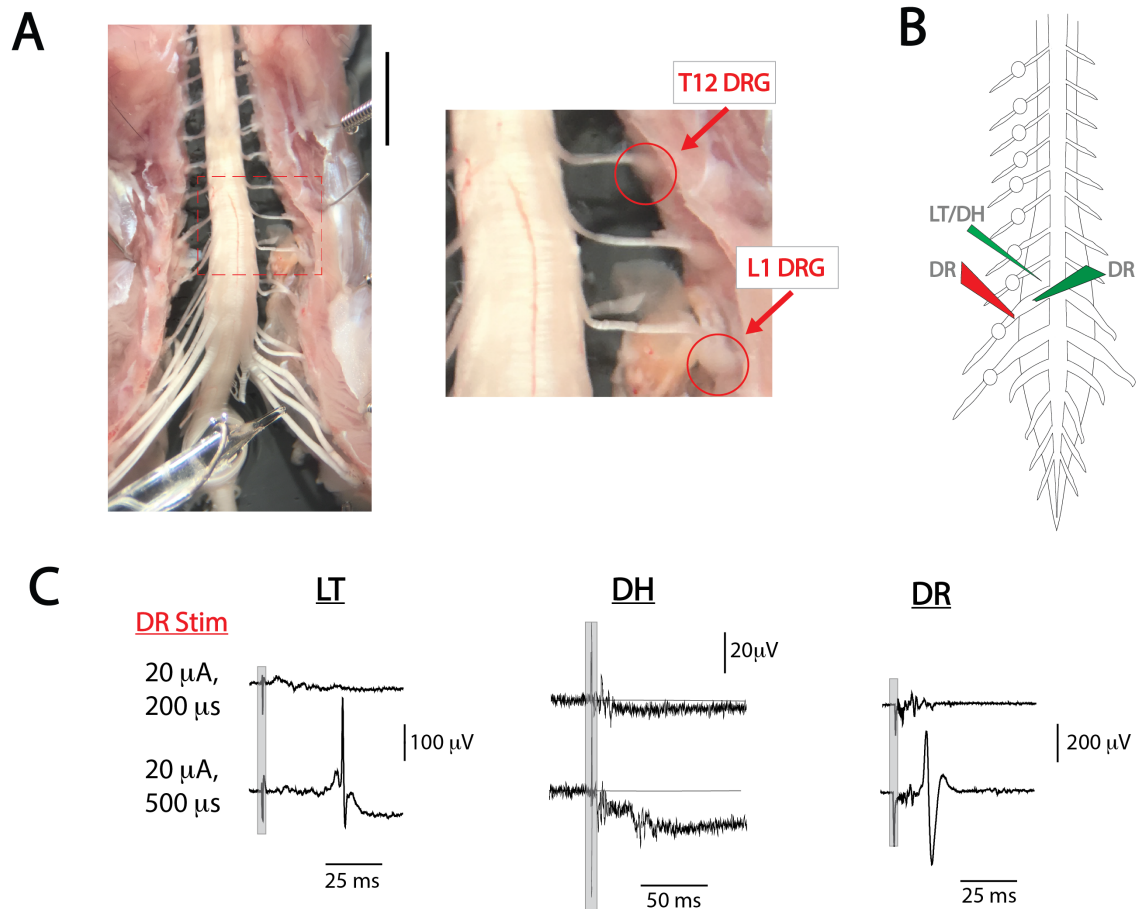 A
T12 DRG
L1 DRG
B
LT/DH
DR
DR
C
LT
DH
DR
DR Stim
20 μA,
200 μs
20 μA,
500 μs
100 μV
20μV
200 μV
25 ms
50 ms
25 ms